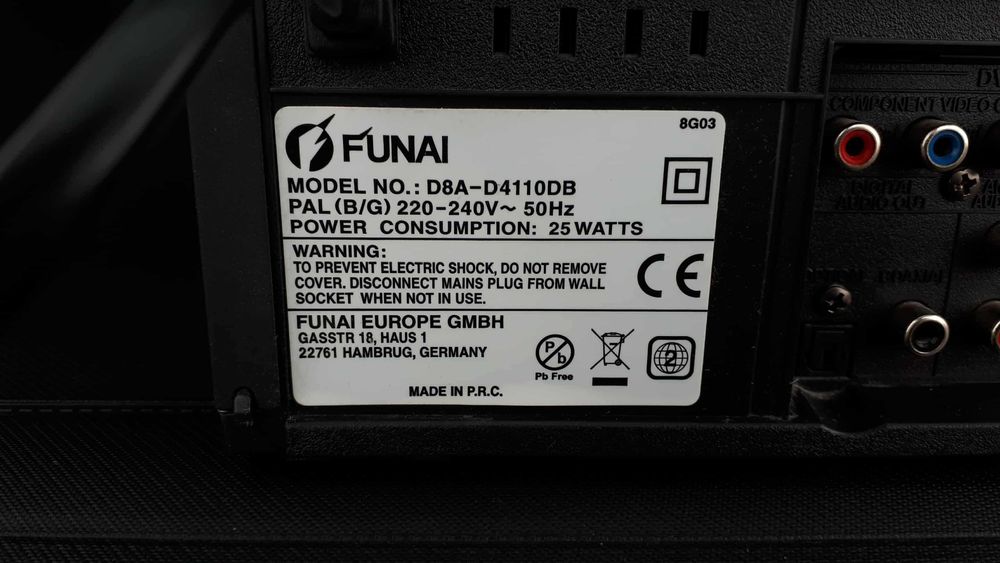 FUNAI
8G03
MODEL NO.: D8A-D4110DB
PAL (B/G) 220-240V~ 50Hz
POWER CONSUMPTION: 25 WATTS
WARNING:
TO PREVENT ELECTRIC SHOCK, DO NOT REMOVE
COVER. DISCONNECT MAINS PLUG FROM WALL
SOCKET WHEN NOT IN USE.
CE
FUNAI EUROPE GMBH
GASSTR 18, HAUS 1
22761 HAMBRUG, GERMANY
Pb
Pb Free
2
MADE IN P.R.C.
COMPONENT VIDEO
DIGITAL
AUDIO OUT
COAXIAL